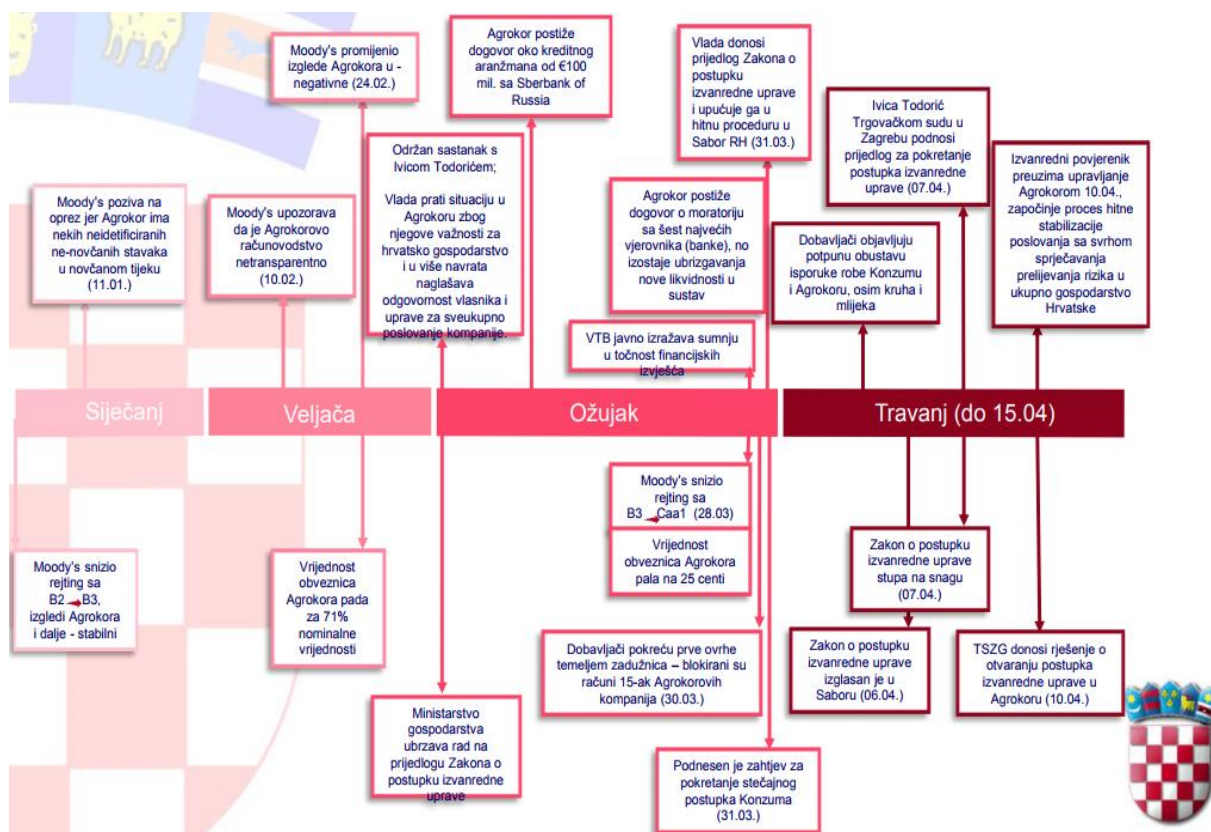 Moody's promijenio
izglede Agrokora u -
negativne (24.02.)
Agrokor postiže
dogovor oko kreditnog
aranžmana od €100
mil. sa Sberbank of
Russia
Vlada donosi
prijedlog Zakona o
postupku
izvanredne uprave
i upućuje ga u
hitnu proceduru u
Sabor RH (31.03.)
Ivica Todorić
Trgovačkom sudu u
Zagrebu podnosi
prijedlog za pokretanje
postupka izvanredne
uprave (07.04.)
Moody's poziva na
oprez jer Agrokor ima
nekih neidetificiranih
ne-novčanih stavaka
u novčanom tijeku
(11.01.)
Moody's upozorava
da je Agrokorovo
računovodstvo
netransparentno
(10.02.)
Održan sastanak s
Ivicom Todorićem;
Vlada prati situaciju u
Agrokoru zbog
njegove važnosti za
hrvatsko gospodarstvo
i u više navrata
naglašava
odgovornost vlasnika i
uprave za sveukupno
poslovanje kompanije.
Agrokor postiže
dogovor o moratoriju
sa šest najvećih
vjerovnika (banke), no
izostaje ubrizgavanja
nove likvidnosti u
sustav
VTB javno izražava sumnju
u točnost financijskih
izvješća
Dobavljači objavljuju
potpunu obustavu
isporuke robe Konzumu
i Agrokoru, osim kruha i
mlijeka
Izvanredni povjerenik
preuzima upravljanje
Agrokorom 10.04.,
započinje proces hitne
stabilizacije
poslovanja sa svrhom
sprječavanja
prelijevanja rizika u
ukupno gospodarstvo
Hrvatske
Siječanj
Veljača
Ožujak
Travanj (do 15.04)
Moody's snizio
rejting sa
B2 B3,
izgledi Agrokora
i dalje - stabilni
Vrijednost
obveznica
Agrokora pada
za 71%
nominalne
vrijednosti
Ministarstvo
gospodarstva
ubrzava rad na
prijedlogu Zakona o
postupku izvanredne
uprave
Moody's snizio
rejting sa
B3 Caa1 (28.03)
Vrijednost
obveznica Agrokora
pala na 25 centi
Dobavljači pokreću prve ovrhe
temeljem zadužnica – blokirani su
računi 15-ak Agrokorovih
kompanija (30.03.)
Podnesen je zahtjev za
pokretanje stečajnog
postupka Konzuma
(31.03.)
Zakon o postupku
izvanredne uprave
stupa na snagu
(07.04.)
Zakon o postupku
izvanredne uprave
izglasan je u
Saboru (06.04.)
TSZG donosi rješenje o
otvaranju postupka
izvanredne uprave u
Agrokoru (10.04.)